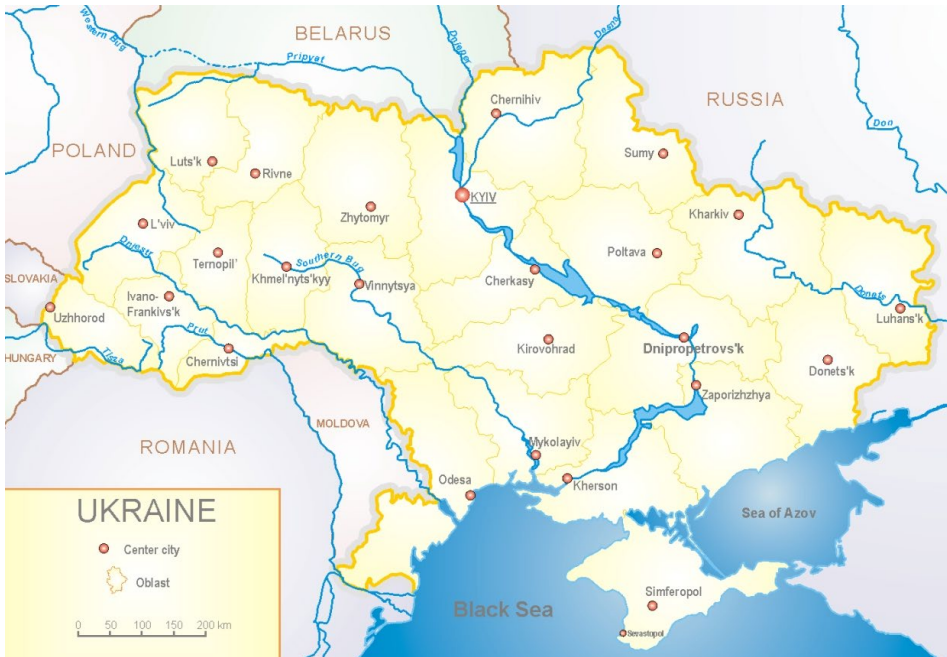 BELARUS
Western Bug
Pripyat
Dnieper
Desna
RUSSIA
Don
POLAND
Chernihiv
Sumy
Luts'k
Rivne
KYIV
Zhytomyr
Kharkiv
L'viv
Dniestr
Ternopil'
Khmel'nyts'kyy
Southern Bug
Vinnytsya
Cherkasy
Poltava
SLOVAKIA
Uzhhorod
Ivano-
Frankivs'k
Donets
Luhans'k
HUNGARY
Tisa
Prut
Chernivtsi
Kirovohrad
Dnipropetrovs'k
Donets'k
Zaporizhzhya
ROMANIA
MOLDOVA
Mykolayiv
Odesa
Kherson
Sea of Azov
UKRAINE
Center city
Oblast
0 50 100 150 200 km
Black Sea
Simferopol
Sevastopol